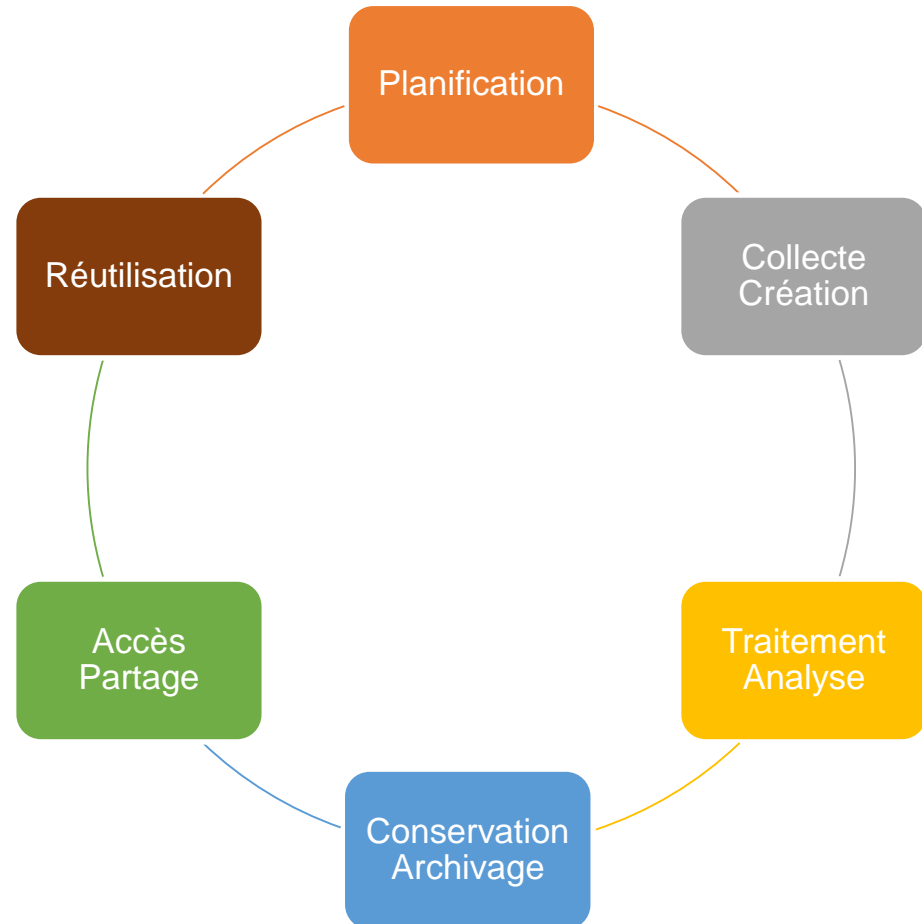 Planification
Collecte
Création
Traitement
Analyse
Conservation
Archivage
Accès
Partage
Réutilisation